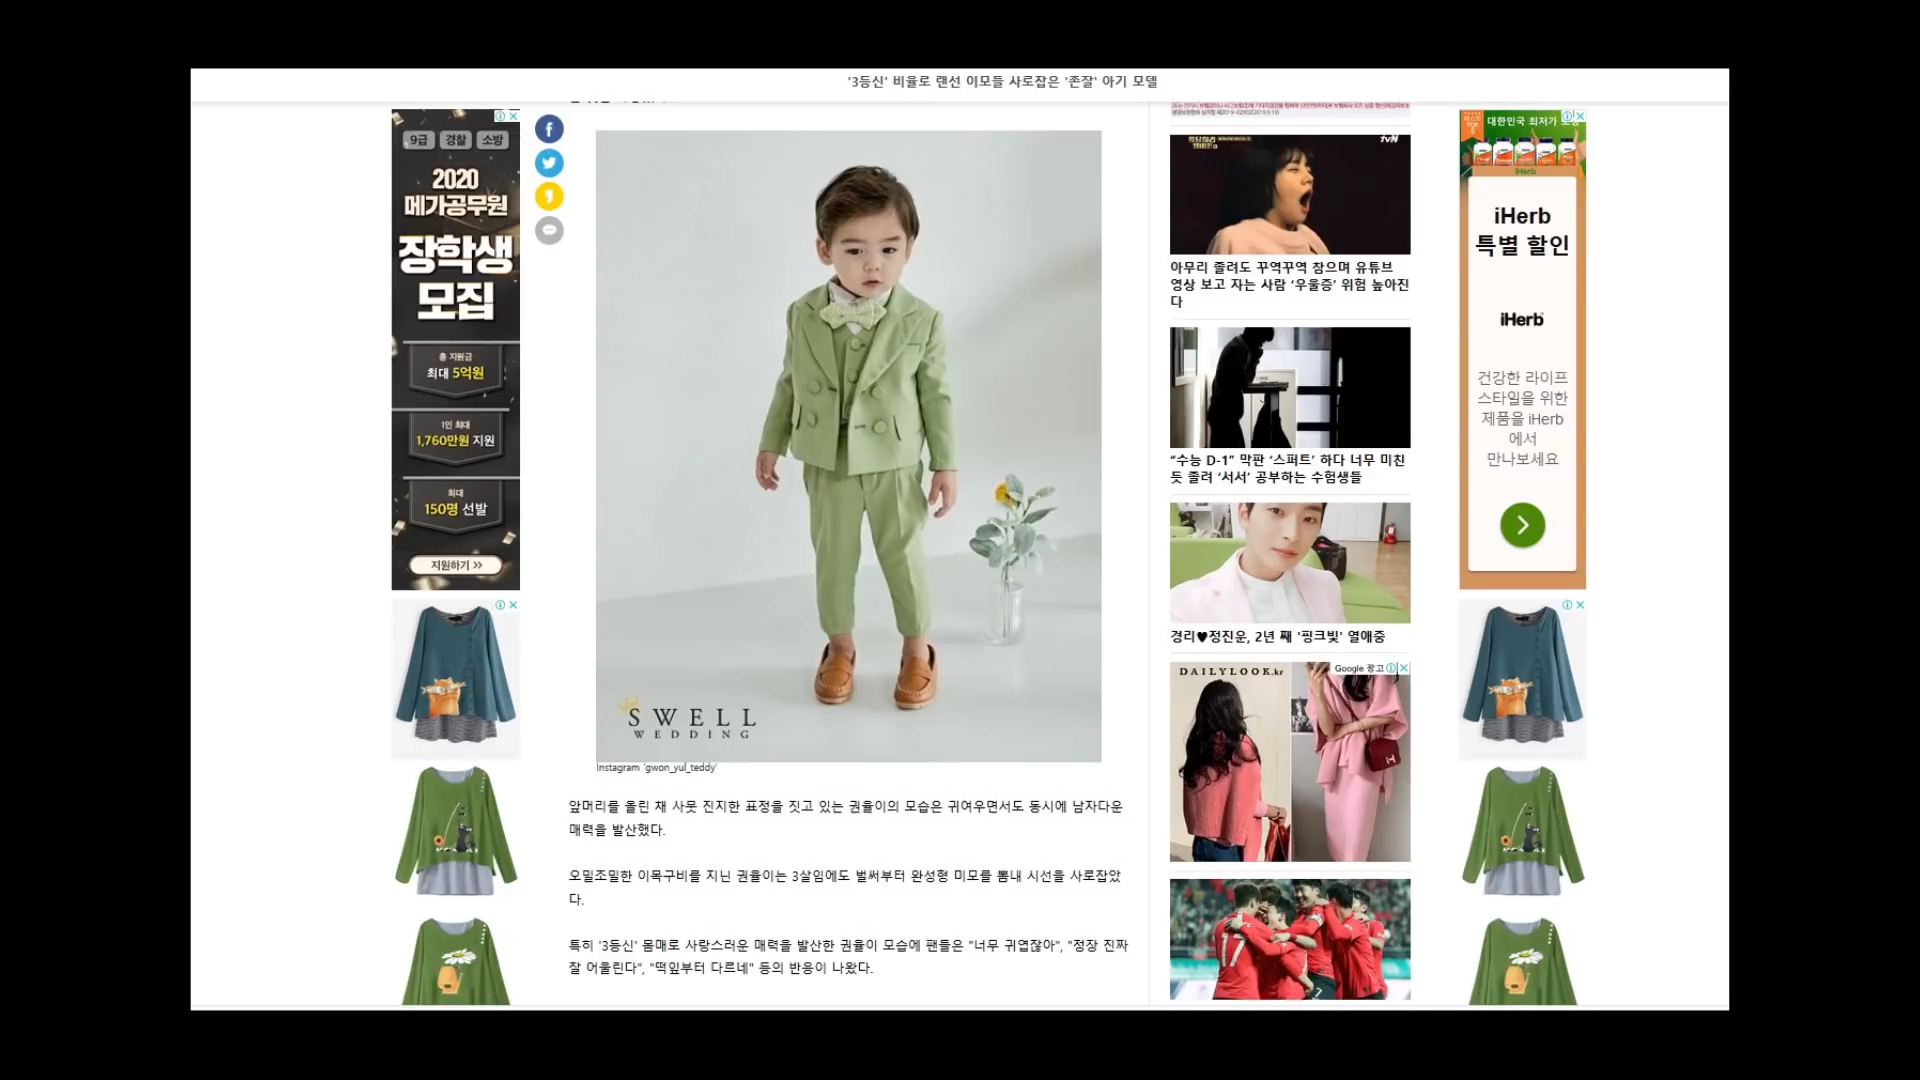 '3등신' 비율로 랜선 이모들 사로잡은 '존잘' 아기 모델
9급 경찰 소방
2020
메가공무원
장학생
모집
총 지원금
최대 5억원
1인 최대
1,760만원 지원
최대
150명 선발
지원하기 >>
SWELL
WEDDING
Instagram 'gwon_yul_teddy'
앞머리를 올린 채 사뭇 진지한 표정을 짓고 있는 권율이의 모습은 귀여우면서도 동시에 남자다운
매력을 발산했다.
오밀조밀한 이목구비를 지닌 권율이는 3살임에도 벌써부터 완성형 미모를 뽐내 시선을 사로잡았
다.
특히 '3등신' 몸매로 사랑스러운 매력을 발산한 권율이 모습에 팬들은 "너무 귀엽잖아", "정장 진짜
잘 어울린다", "떡잎부터 다르네" 등의 반응이 나왔다.
tvN
아무리 졸려도 꾸역꾸역 참으며 유튜브
영상 보고 자는 사람 ‘우울증’ 위험 높아진
다
“수능 D-1” 막판 ‘스퍼트’ 하다 너무 미친
듯 졸려 ‘서서’ 공부하는 수험생들
경리♥정진운, 2년 째 '핑크빛' 열애중
DAILYLOOK.kr
Google 광고
17
7
TOP
5
대한민국 최저가
iHerb
iHerb
특별 할인
iHerb
건강한 라이프
스타일을 위한
제품을 iHerb
에서
만나보세요